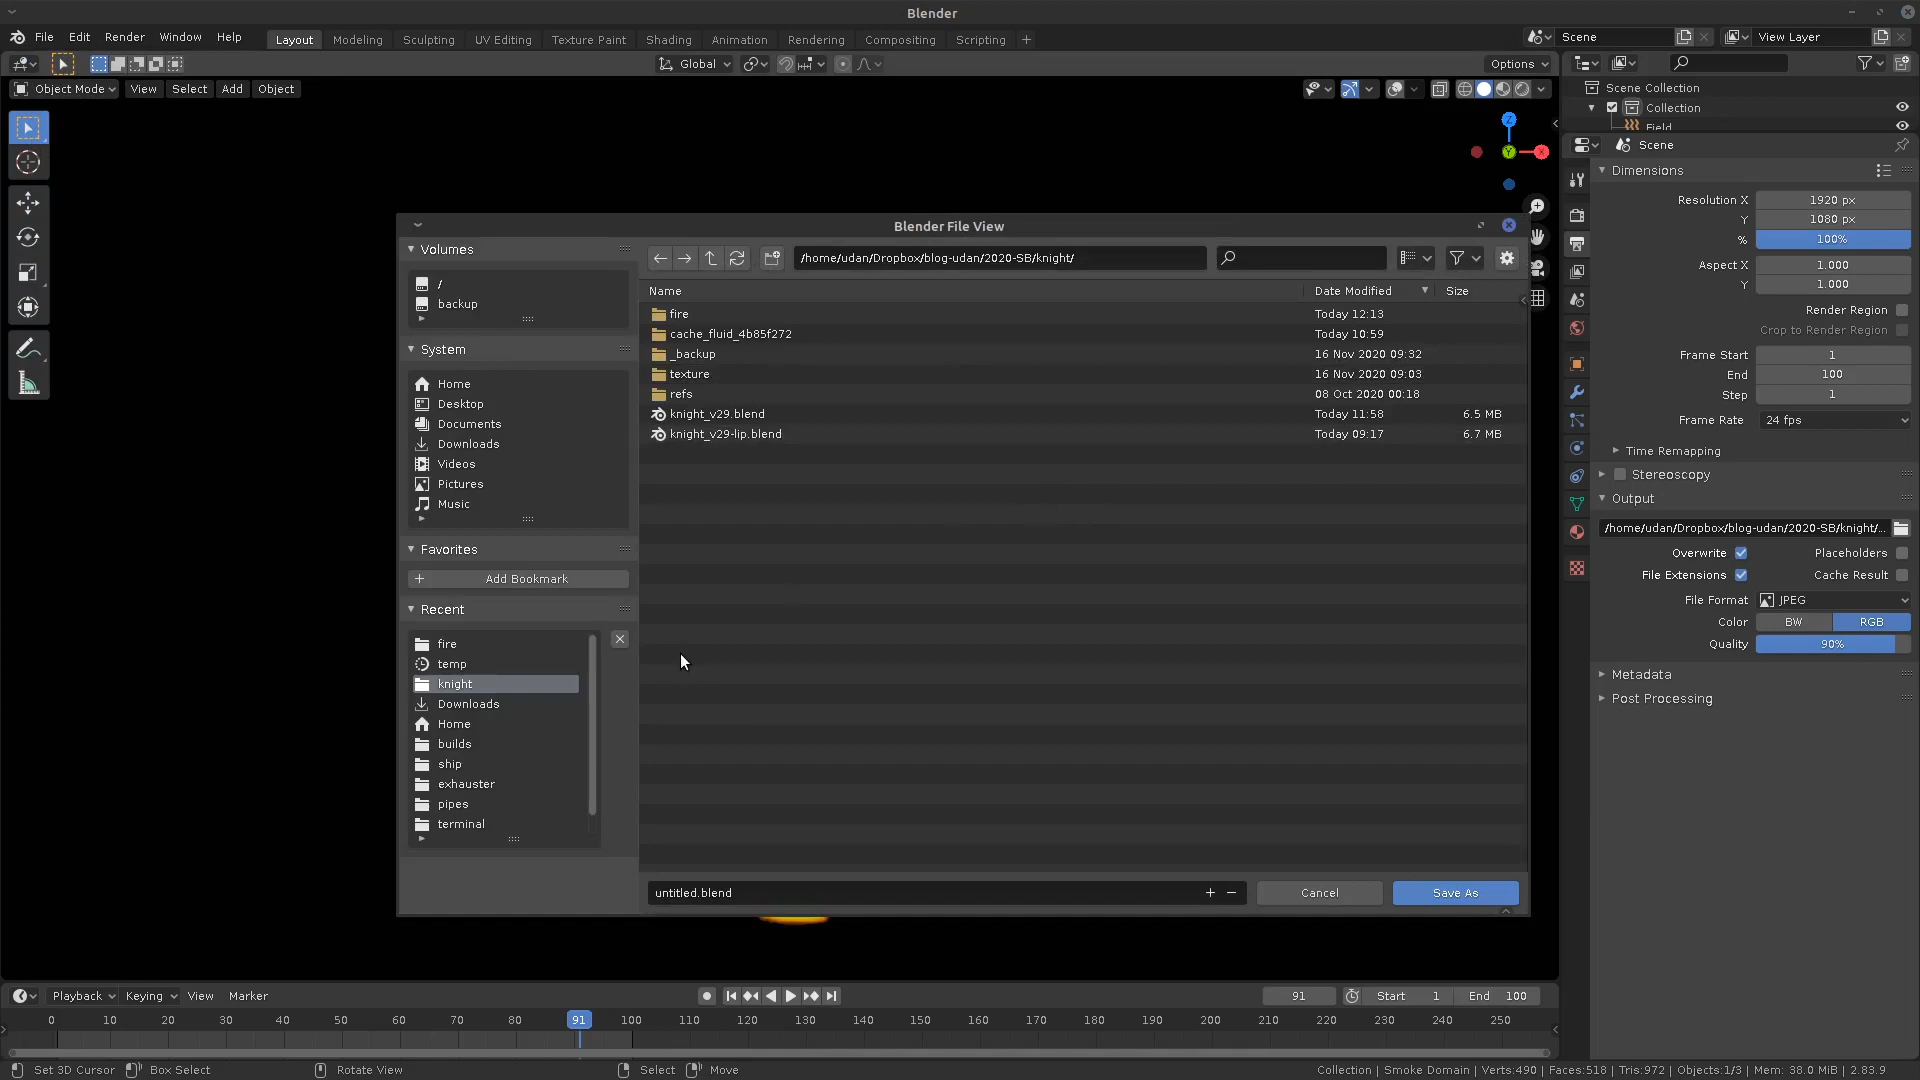 Blender
File Edit Render Window Help Layout Modeling Sculpting UV Editing Texture Paint Shading Animation Rendering Compositing Scripting + Scene View Layer
Global Options
Object Mode View Select Add Object
Scene Collection
Collection
Field
Scene
Z
Y X
Dimensions
Resolution X 1920 px
Y 1080 px
% 100%
Aspect X 1.000
Y 1.000
Render Region
Crop to Render Region
Frame Start 1
End 100
Step 1
Frame Rate 24 fps
Time Remapping
Stereoscopy
Output
/home/udan/Dropbox/blog-udan/2020-SB/knight/...
Overwrite Placeholders
File Extensions Cache Result
File Format JPEG
Color BW RGB
Quality 90%
Metadata
Post Processing
Blender File View
Volumes
/
backup
System
Home
Desktop
Documents
Downloads
Videos
Pictures
Music
Favorites
Add Bookmark
Recent
fire
temp
knight
Downloads
Home
builds
ship
exhauster
pipes
terminal
/home/udan/Dropbox/blog-udan/2020-SB/knight/
Name Date Modified Size
fire Today 12:13
cache_fluid_4b85f272 Today 10:59
_backup 16 Nov 2020 09:32
texture 16 Nov 2020 09:03
refs 08 Oct 2020 00:18
knight_v29.blend Today 11:58 6.5 MB
knight_v29-lip.blend Today 09:17 6.7 MB
untitled.blend + − Cancel Save As
Playback Keying View Marker 91 Start 1 End 100
0 10 20 30 40 50 60 70 80 91 100 110 120 130 140 150 160 170 180 190 200 210 220 230 240 250
Set 3D Cursor Box Select Rotate View Select Move Collection | Smoke Domain | Verts:490 | Faces:518 | Tris:972 | Objects:1/3 | Mem: 38.0 MiB | 2.83.9